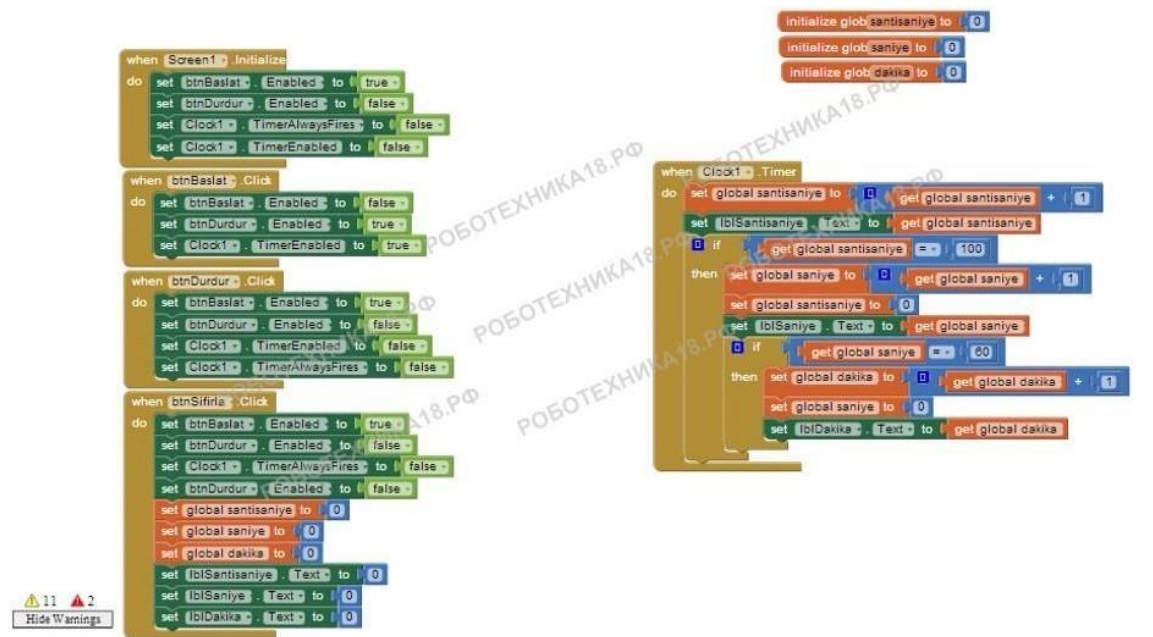 when Screen1 .Initialize
do set btnBaslat . Enabled to true
set btnDurdur . Enabled to false
set Clock1 . TimerAlwaysFires to false
set Clock1 . TimerEnabled to false
when btnBaslat .Click
do set btnBaslat . Enabled to false
set btnDurdur . Enabled to true
set Clock1 . TimerEnabled to true
when btnDurdur .Click
do set btnBaslat . Enabled to true
set btnDurdur . Enabled to false
set Clock1 . TimerEnabled to false
set Clock1 . TimerAlwaysFires to false
when btnSifirla Click
do set btnBaslat . Enabled to true
set btnDurdur . Enabled to false
set Clock1 . TimerAlwaysFires to false
set btnDurdur . Enabled to false
set global santisaniye to 0
set global saniye to 0
set global dakika to 0
set lblSantisaniye . Text to 0
set lblSaniye . Text to 0
set lblDakika . Text to 0
11 2
Hide Warnings
initialize glob santisaniye to 0
initialize glob saniye to 0
initialize glob dakika to 0
when Clock1 .Timer
do set global santisaniye to get global santisaniye + 1
set lblSantisaniye . Text to get global santisaniye
if get global santisaniye = 100
then set global saniye to get global saniye + 1
set global santisaniye to 0
set lblSaniye . Text to get global saniye
if get global saniye = 60
then set global dakika to get global dakika + 1
set global saniye to 0
set lblDakika . Text to get global dakika
РОБОТЕХНИКА18.РФ
РОБОТЕХНИКА18.РФ
РОБОТЕХНИКА18.РФ
РОБОТЕХНИКА18.РФ
РОБОТЕХНИКА18.РФ
РОБОТЕХНИКА18.РФ